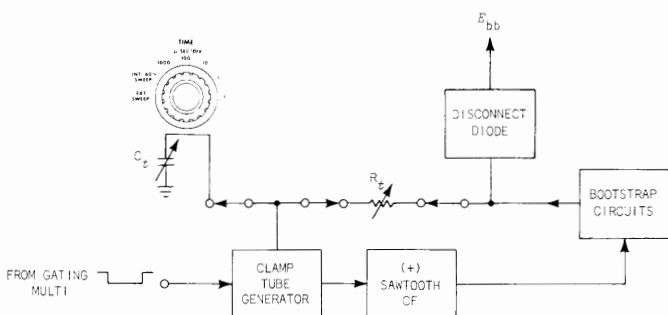 E_bb
TIME
μ SEC/DIV
1000 100 10
INT 60~
SWEEP
EXT
SWEEP
DISCONNECT
DIODE
C_t
R_t
BOOTSTRAP
CIRCUITS
FROM GATING
MULTI
CLAMP
TUBE
GENERATOR
(+)
SAWTOOTH
CF